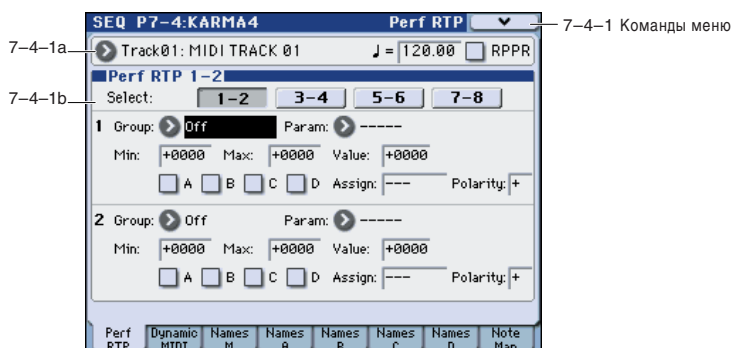 SEQ P7-4:KARMA4 Perf RTP
7-4-1 Команды меню
7-4-1a
Track01: MIDI TRACK 01 ♩= 120.00 RPPR
Perf RTP 1-2
7-4-1b
Select: 1-2 3-4 5-6 7-8
1 Group: Off Param: -----
Min: +0000 Max: +0000 Value: +0000
A B C D Assign: --- Polarity: +
2 Group: Off Param: -----
Min: +0000 Max: +0000 Value: +0000
A B C D Assign: --- Polarity: +
Perf Dynamic Names Names Names Names Names Note
RTP MIDI M A B C D Map